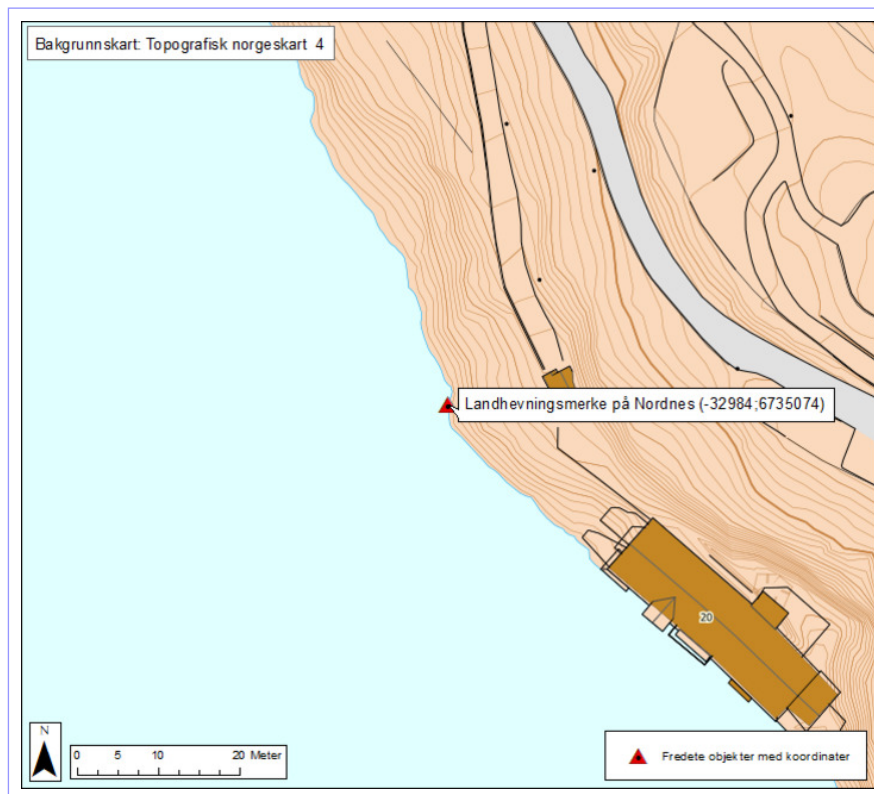 Bakgrunnskart: Topografisk norgeskart 4
Landhevningsmerke på Nordnes (-32984;6735074)
20
N
0 5 10 20 Meter
Fredete objekter med koordinater